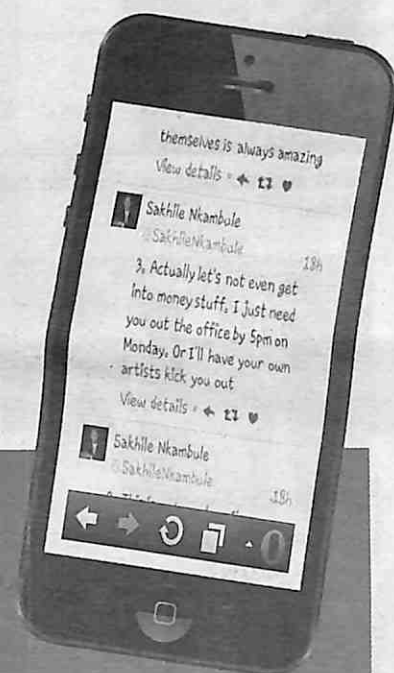 themselves is always amazing
View details
Sakhile Nkambule
@SakhileNkambule
18h
3. Actually let's not even get
into money stuff. I just need
you out the office by 5pm on
Monday. Or I'll have your own
artists kick you out
View details
Sakhile Nkambule
@SakhileNkambule
18h